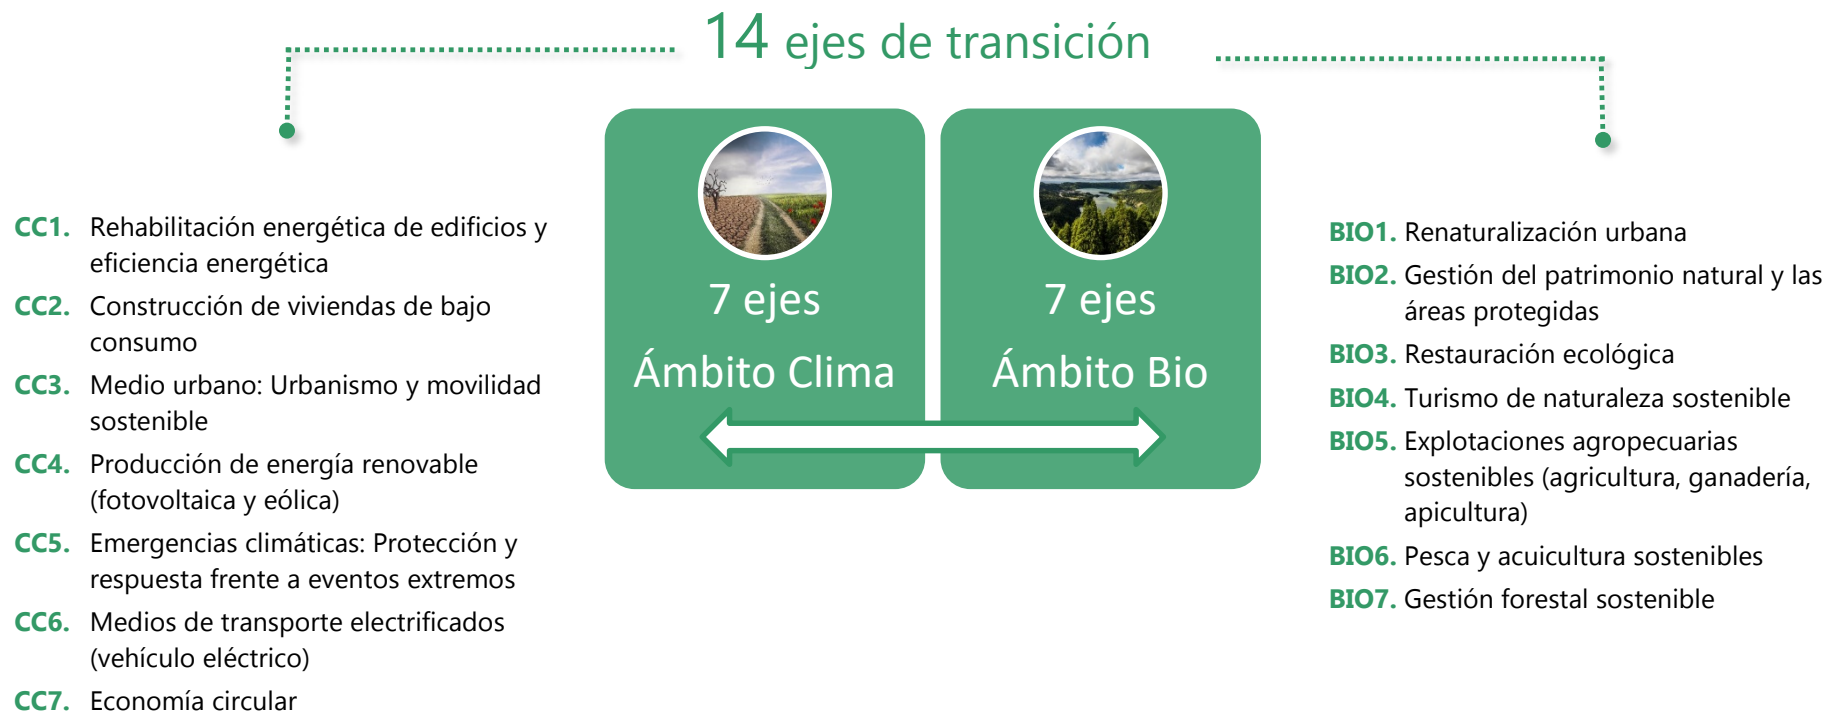 14 ejes de transición
CC1. Rehabilitación energética de edificios y
eficiencia energética
CC2. Construcción de viviendas de bajo
consumo
CC3. Medio urbano: Urbanismo y movilidad
sostenible
CC4. Producción de energía renovable
(fotovoltaica y eólica)
CC5. Emergencias climáticas: Protección y
respuesta frente a eventos extremos
CC6. Medios de transporte electrificados
(vehículo eléctrico)
CC7. Economía circular
7 ejes
Ámbito Clima
7 ejes
Ámbito Bio
BIO1. Renaturalización urbana
BIO2. Gestión del patrimonio natural y las
áreas protegidas
BIO3. Restauración ecológica
BIO4. Turismo de naturaleza sostenible
BIO5. Explotaciones agropecuarias
sostenibles (agricultura, ganadería,
apicultura)
BIO6. Pesca y acuicultura sostenibles
BIO7. Gestión forestal sostenible